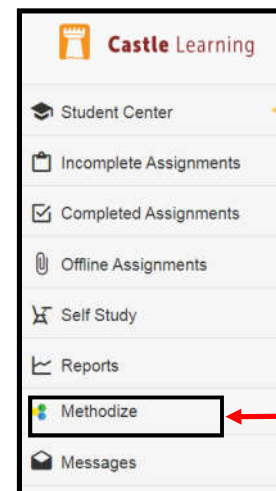 Castle Learning
Student Center
Incomplete Assignments
Completed Assignments
Offline Assignments
Self Study
Reports
Methodize
Messages